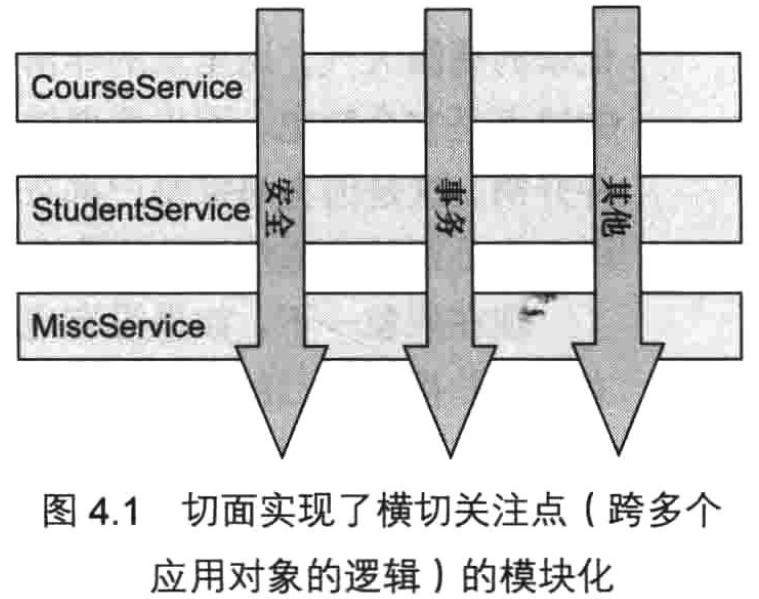 CourseService
StudentService
安全
事务
其他
MiscService
图 4.1 切面实现了横切关注点（跨多个
应用对象的逻辑）的模块化